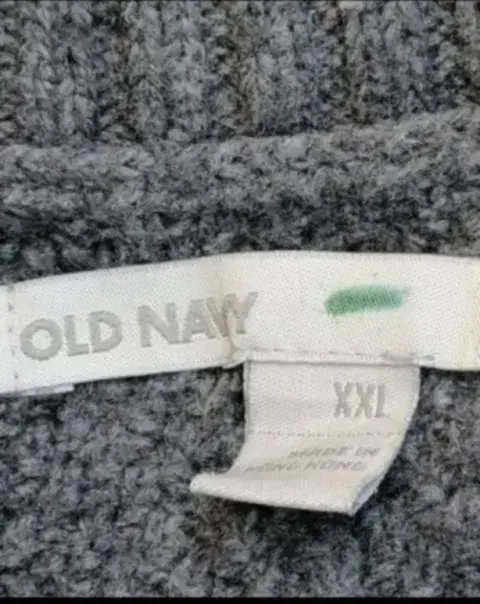 OLD NAVY
XXL
MADE IN
HONG KONG